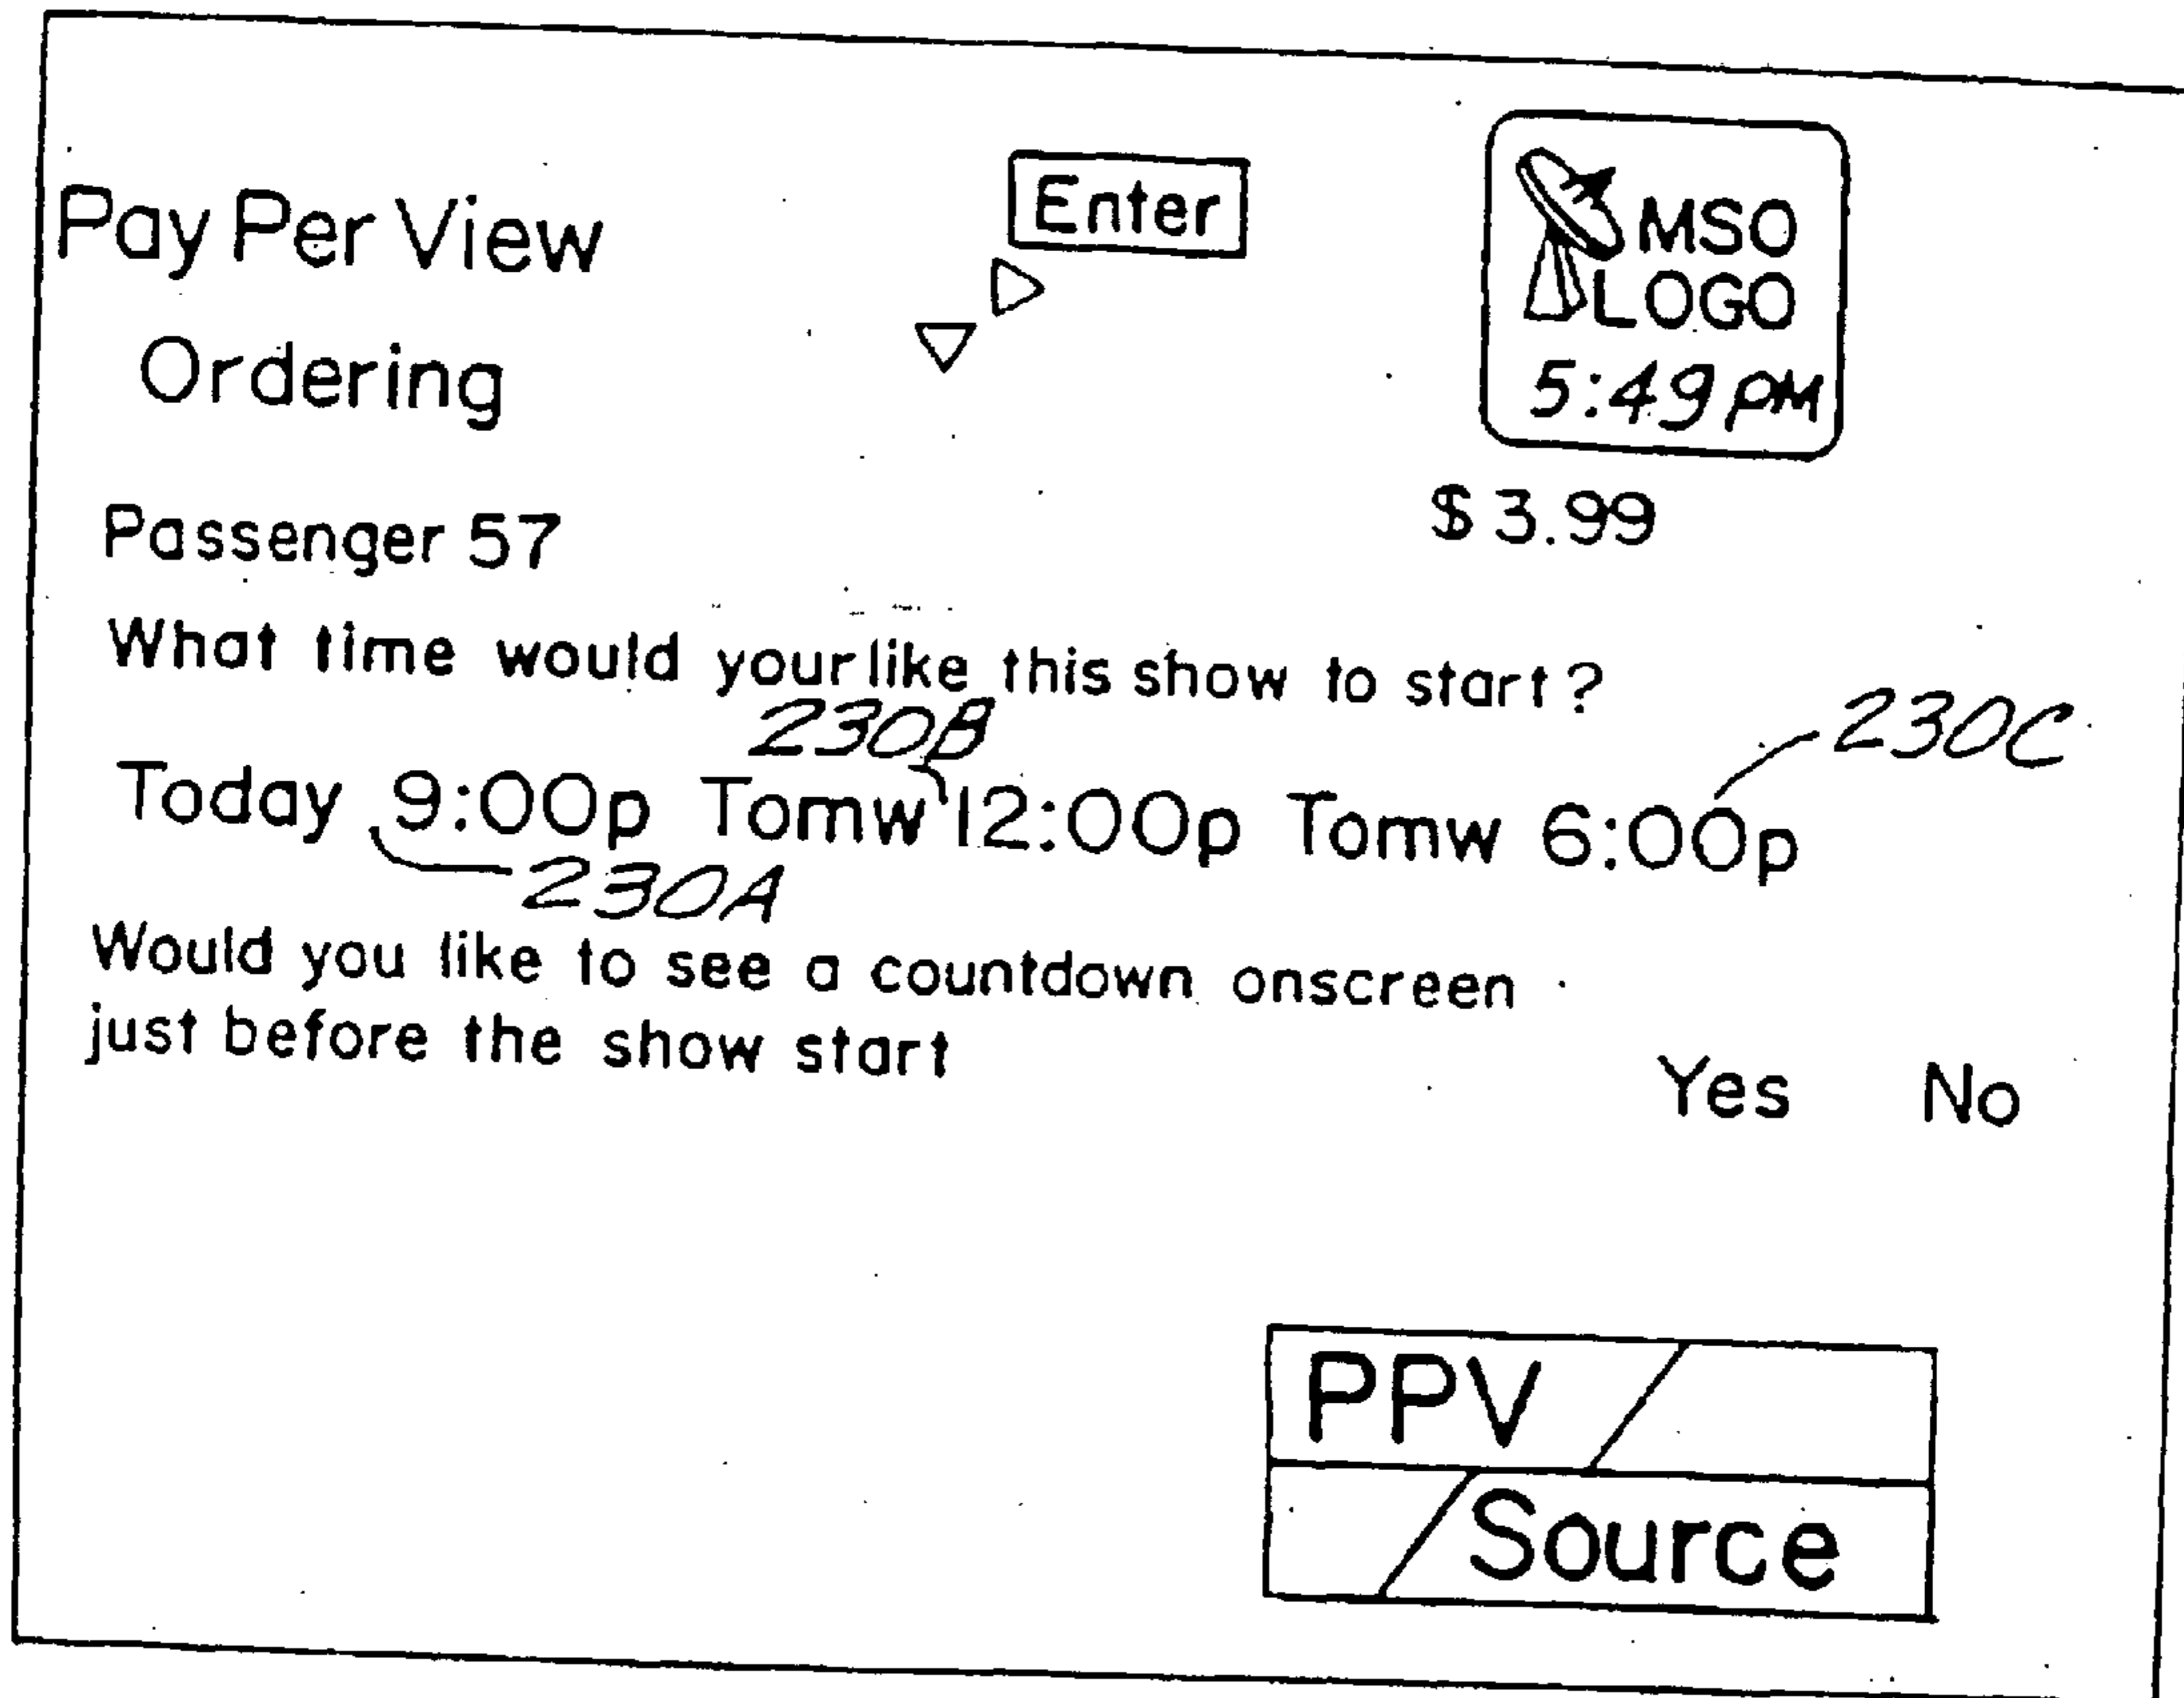 Pay Per View
Enter
MSO
LOGO
5:49 PM
Ordering
Passenger 57
$3.99
What time would your like this show to start?
230B
230C
Today 9:00p Tomw 12:00p Tomw 6:00p
230A
Would you like to see a countdown onscreen
just before the show start
Yes No
PPV
Source